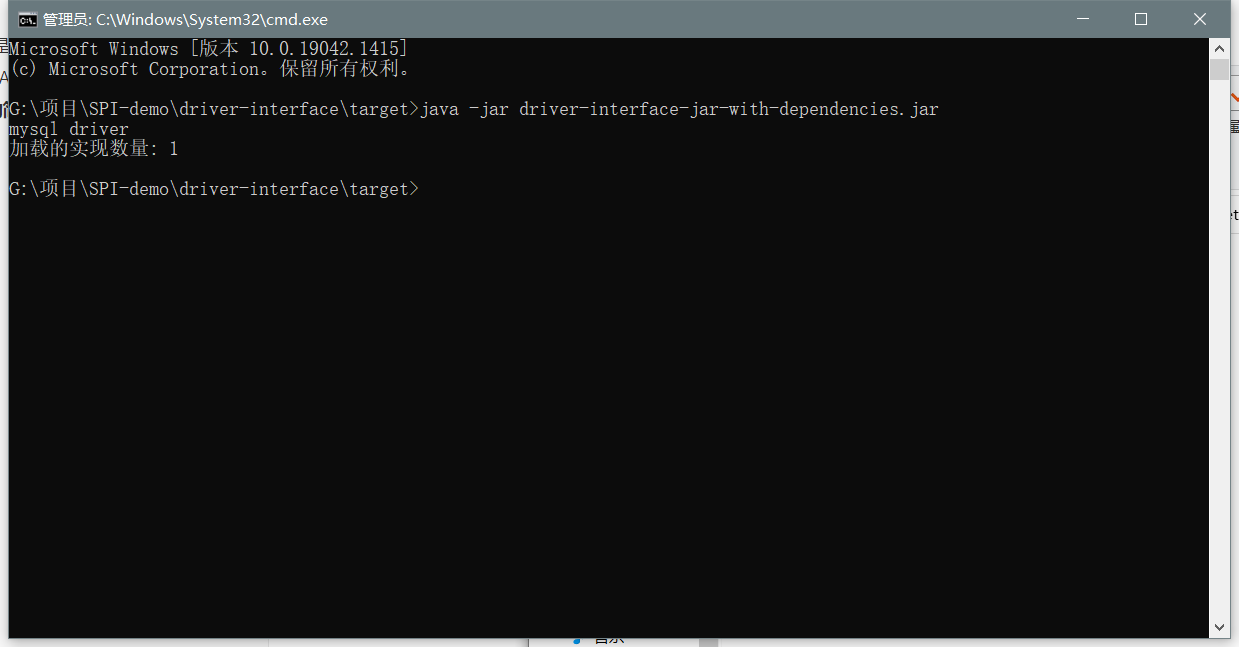 管理员: C:\Windows\System32\cmd.exe
Microsoft Windows [版本 10.0.19042.1415]
(c) Microsoft Corporation。保留所有权利。
G:\项目\SPI-demo\driver-interface\target>java -jar driver-interface-jar-with-dependencies.jar
mysql driver
加载的实现数量: 1
G:\项目\SPI-demo\driver-interface\target>